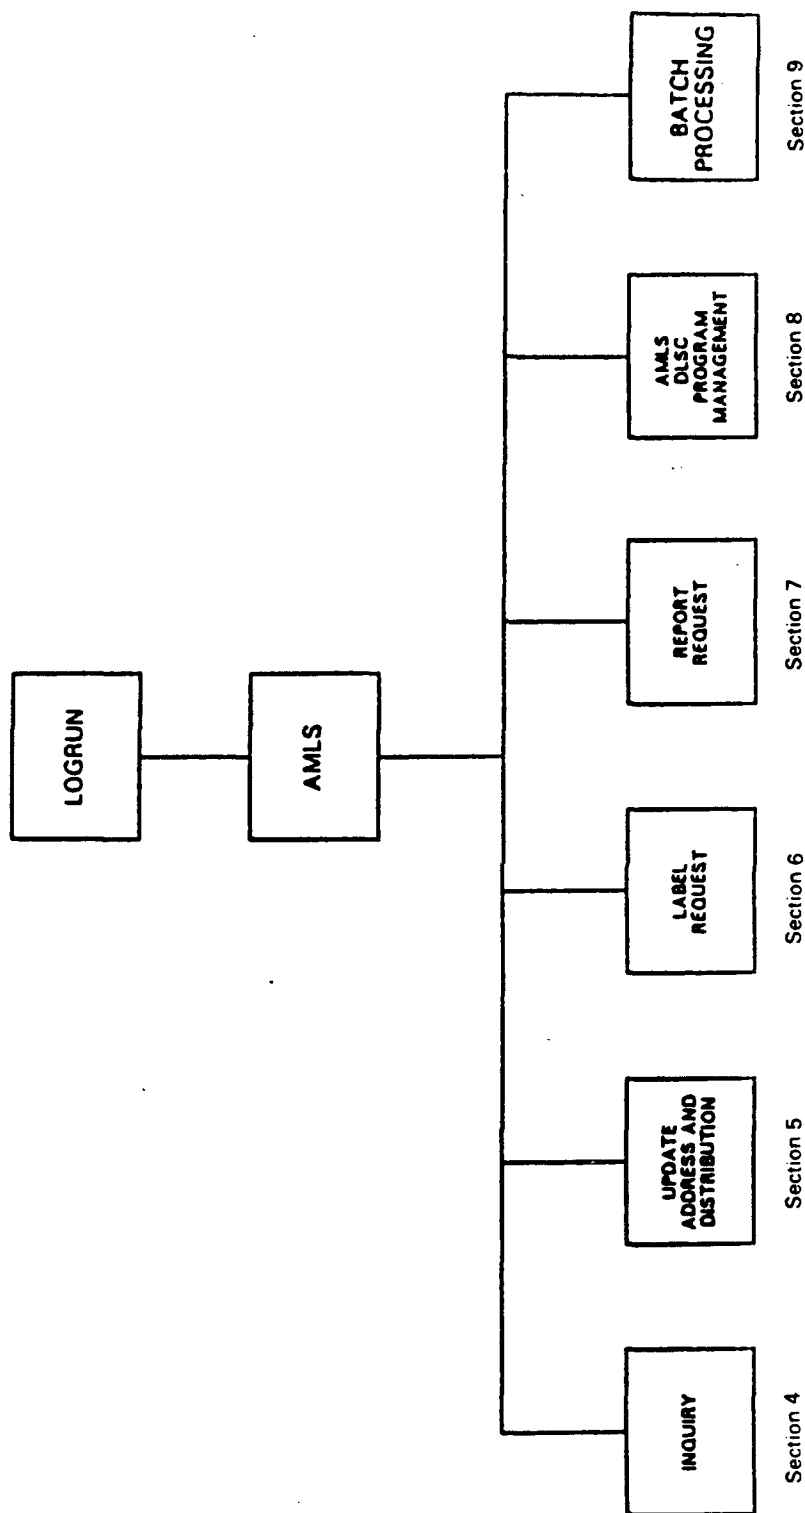 LOGRUN
AMLS
INQUIRY
Section 4
UPDATE
ADDRESS AND
DISTRIBUTION
Section 5
LABEL
REQUEST
Section 6
REPORT
REQUEST
Section 7
AMLS
DLSC
PROGRAM
MANAGEMENT
Section 8
BATCH
PROCESSING
Section 9